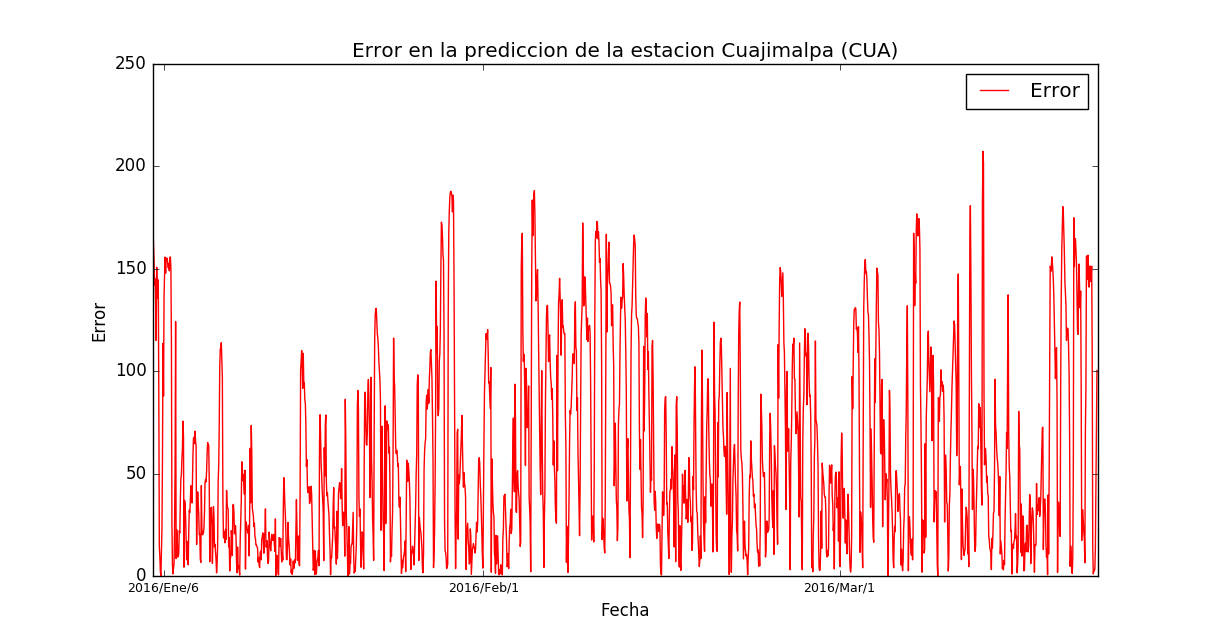 Error en la prediccion de la estacion Cuajimalpa (CUA)
250
Error
200
150
Error
100
50
0
2016/Ene/6 2016/Feb/1 2016/Mar/1
Fecha